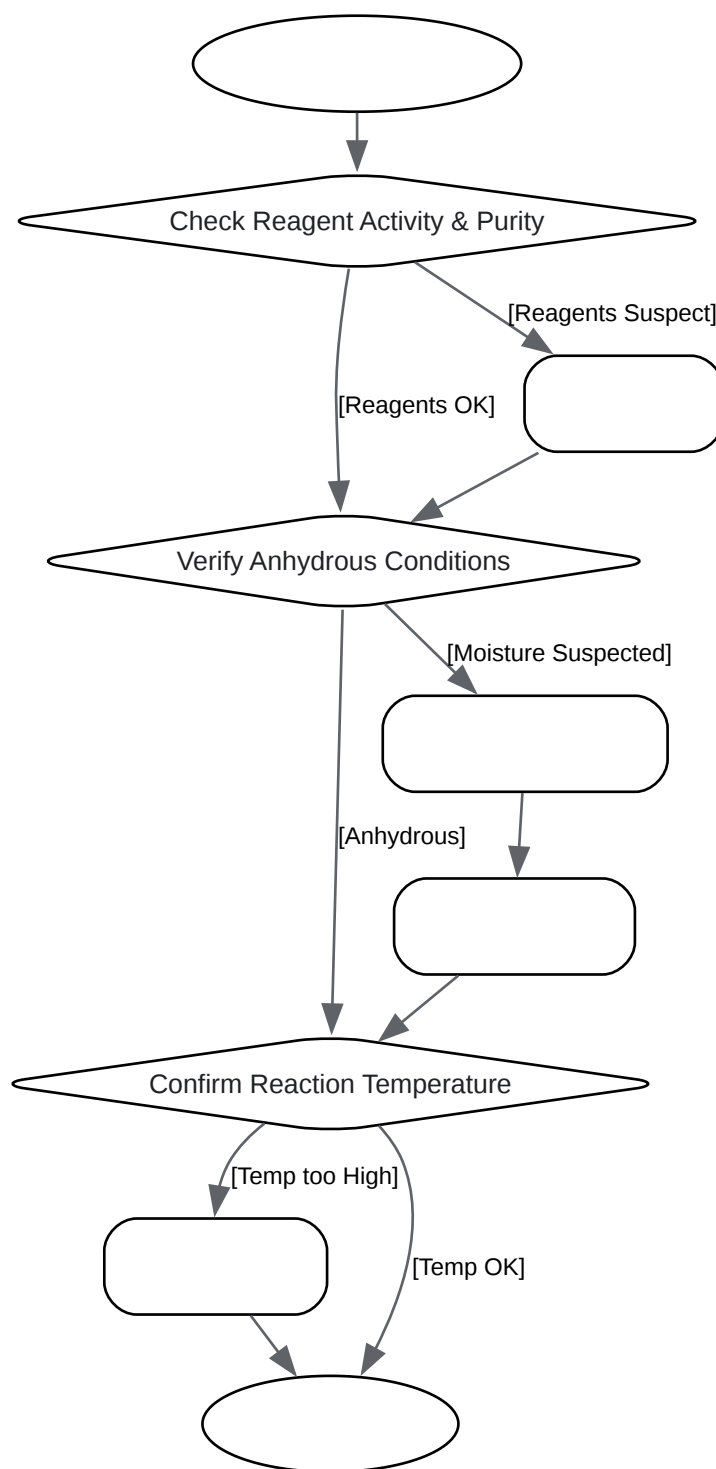 Check Reagent Activity & Purity
[Reagents Suspect]
[Reagents OK]
Verify Anhydrous Conditions
[Moisture Suspected]
[Anhydrous]
Confirm Reaction Temperature
[Temp too High]
[Temp OK]